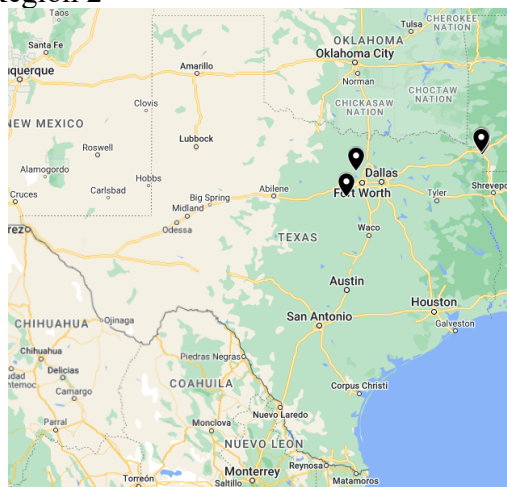 Region 2
Taos
CHEROKEE
NATION
Tulsa
Santa Fe
OKLAHOMA
Oklahoma City
Amarillo
uquerque
Norman
Clovis
CHICKASAW
NATION
CHOCTAW
NATION
NEW MEXICO
Roswell
Lubbock
Alamogordo
Hobbs
Carlsbad
Dallas
Fort Worth
Cruces
Big Spring
Abilene
Tyler
Shrevepo
Midland
Odessa
rez
TEXAS
Waco
Austin
Houston
San Antonio
Galveston
CHIHUAHUA
Ojinaga
Chihuahua
Piedras Negras
udad
htemoc
Delicias
Camargo
COAHUILA
Corpus Christi
Parral
Monclova
Nuevo Laredo
NUEVO LEON
Reynosa
Monterrey
Torreón
Saltillo
Matamoros